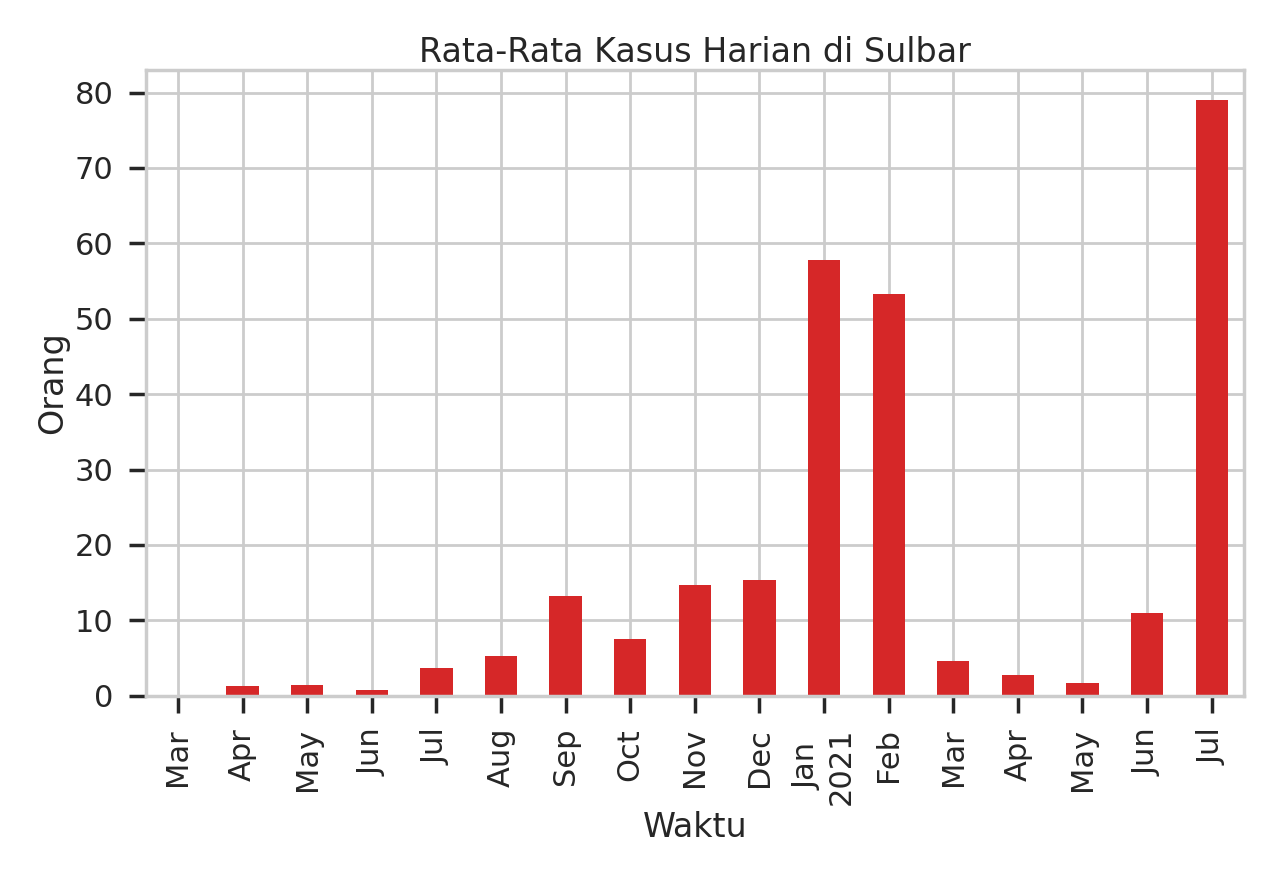 Rata-Rata Kasus Harian di Sulbar
80
70
60
50
40
30
20
10
0
Orang
Mar
Apr
May
Jun
Jul
Aug
Sep
Oct
Nov
Dec
Jan
2021
Feb
Mar
Apr
May
Jun
Jul
Waktu